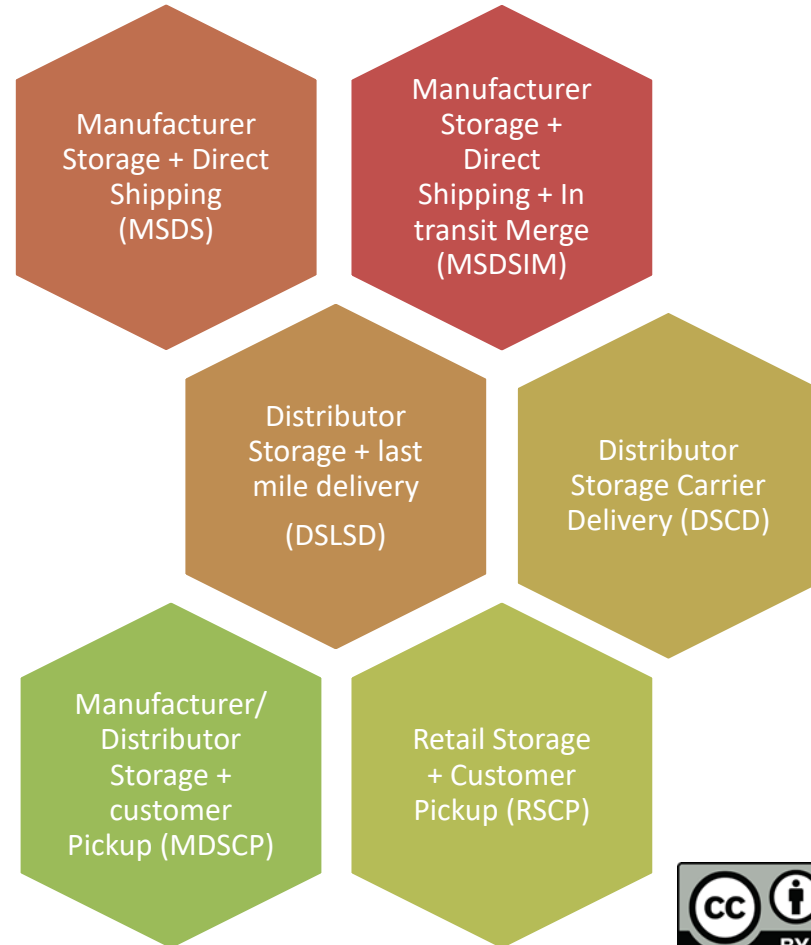 Manufacturer
Storage + Direct
Shipping
(MSDS)
Manufacturer
Storage +
Direct
Shipping + In
transit Merge
(MSDSIM)
Distributor
Storage + last
mile delivery
(DSLSD)
Distributor
Storage Carrier
Delivery (DSCD)
Manufacturer/
Distributor
Storage +
customer
Pickup (MDSCP)
Retail Storage
+ Customer
Pickup (RSCP)
cc
BY